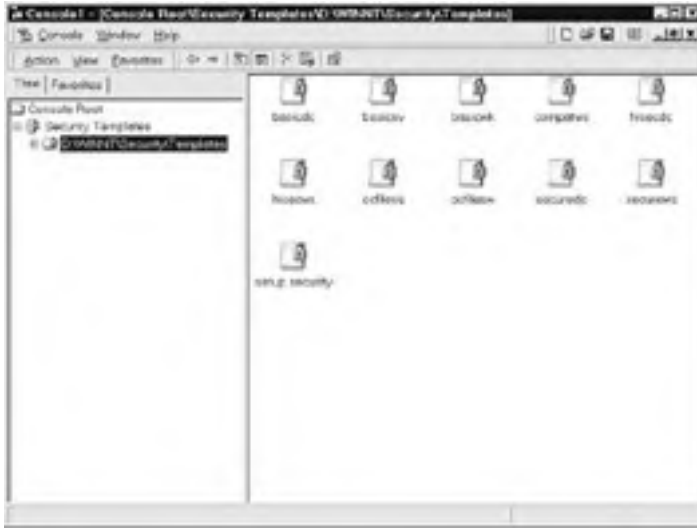 Console1 - [Console Root\Security Templates\D:\WINNT\Security\Templates]
Console Window Help
Action View Favorites
Tree Favorites
Console Root
Security Templates
D:\WINNT\Security\Templates
basicdc basicsv basicwk compatws hisecdc
hisecws ocfiless ocfilesw securedc securews
setup security